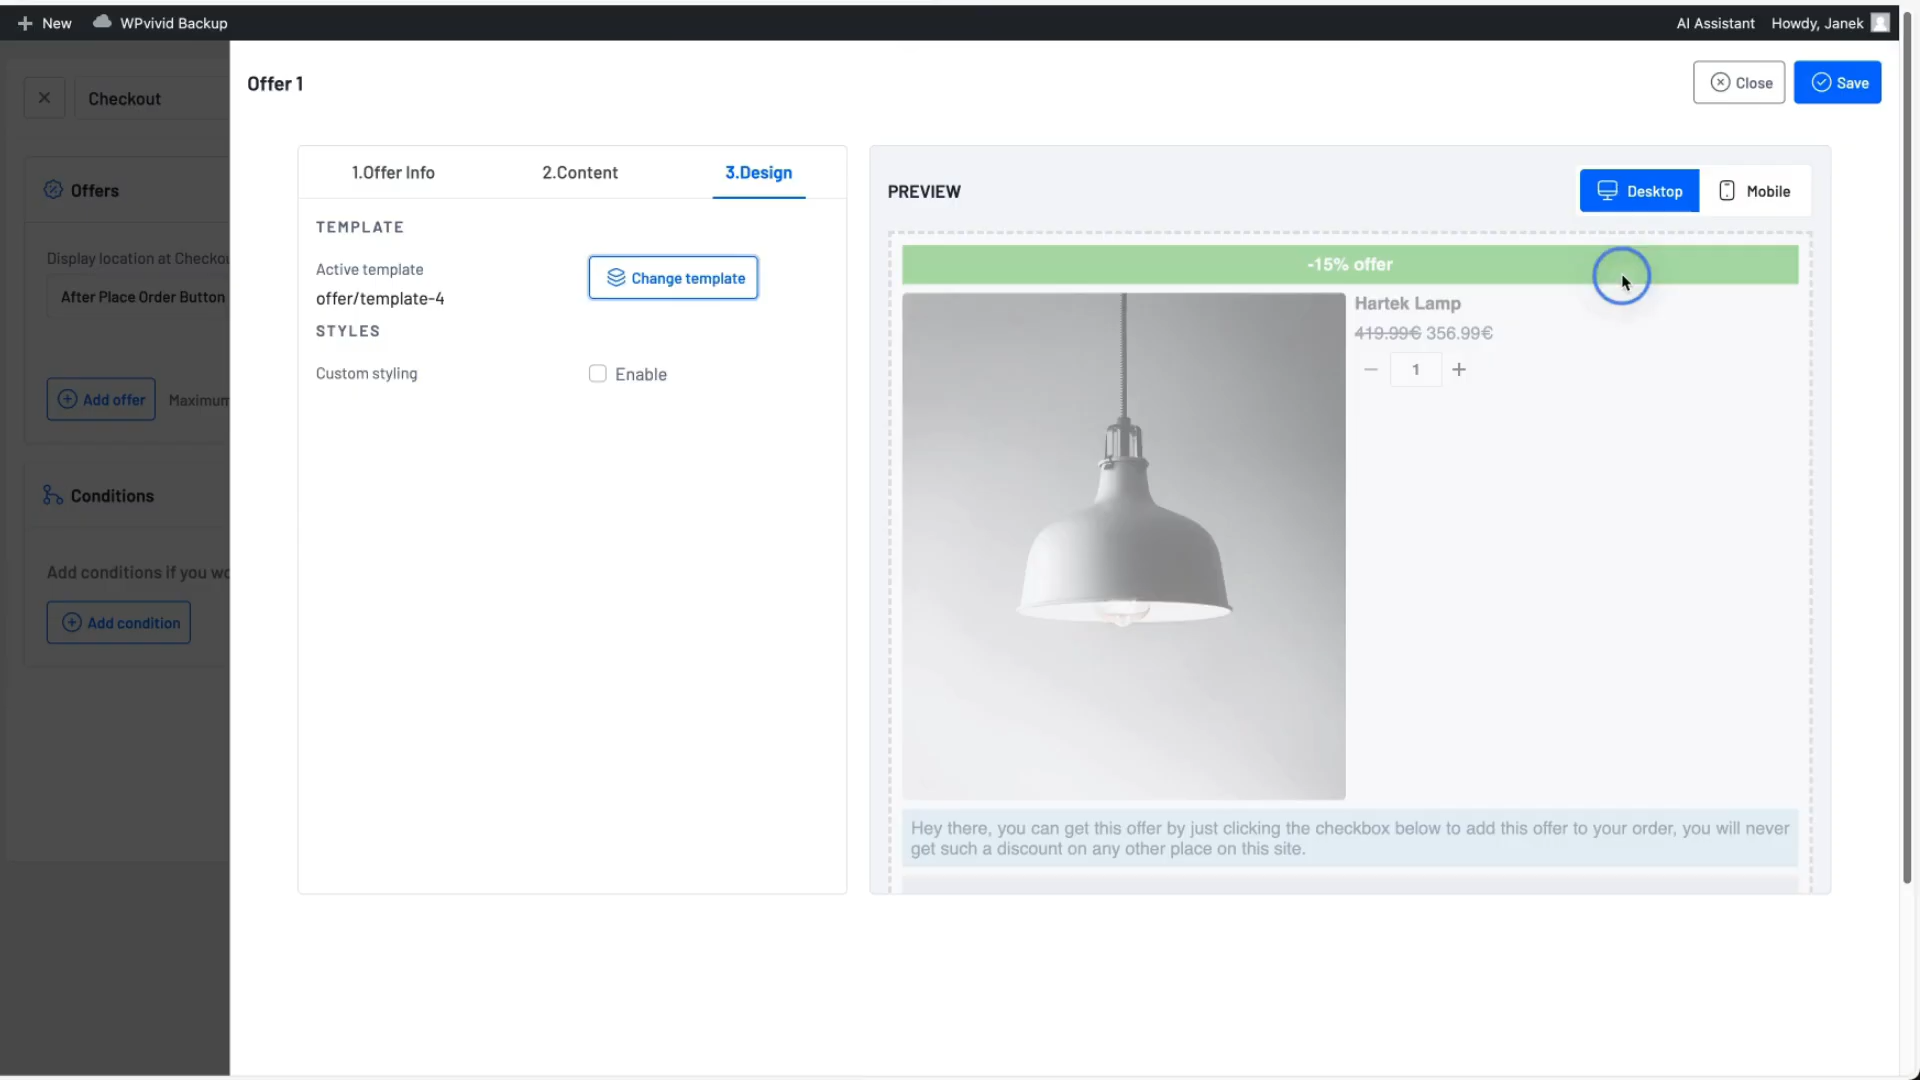 New
WPvivid Backup
AI Assistant
Howdy, Janek
Checkout
Offers
Display location at Checkou
After Place Order Button
Add offer
Maximum
Conditions
Add conditions if you wo
Add condition
Offer 1
Close
Save
1.Offer Info
2.Content
3.Design
TEMPLATE
Active template
offer/template-4
Change template
STYLES
Custom styling
Enable
PREVIEW
Desktop
Mobile
-15% offer
Hartek Lamp
419.99€ 356.99€
1
Hey there, you can get this offer by just clicking the checkbox below to add this offer to your order, you will never
get such a discount on any other place on this site.